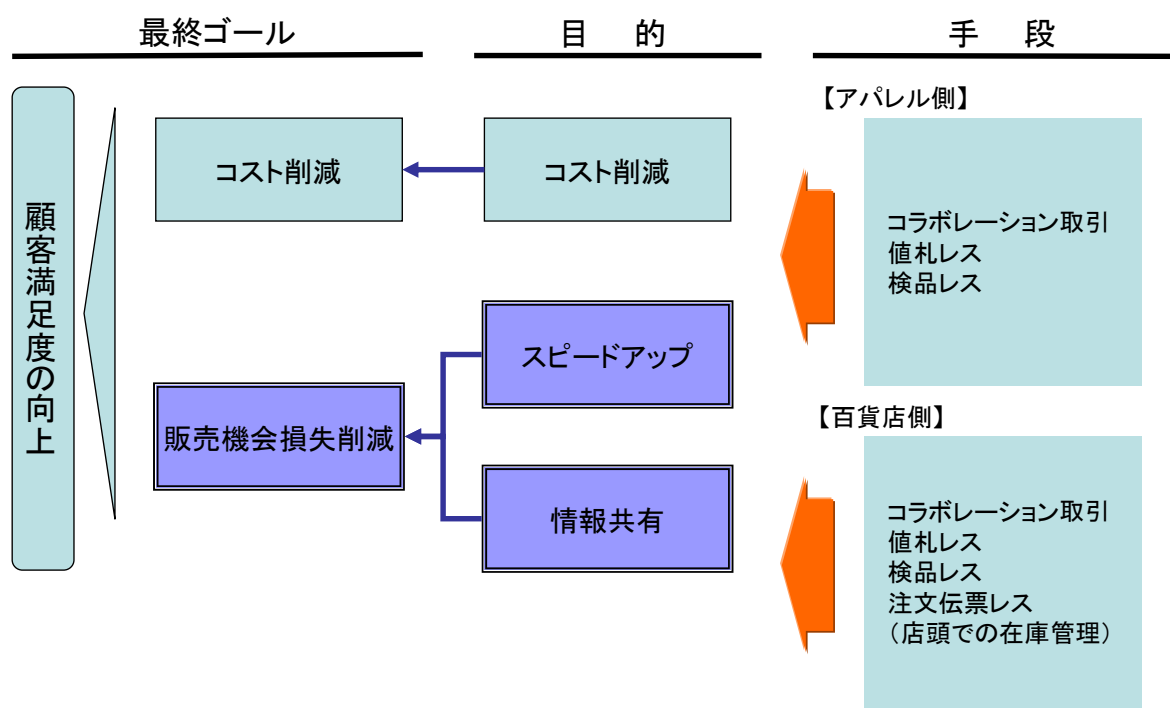 最終ゴール
目　的
手　段
顧客満足度の向上
コスト削減
コスト削減
販売機会損失削減
スピードアップ
情報共有
【アパレル側】
コラボレーション取引
値札レス
検品レス
【百貨店側】
コラボレーション取引
値札レス
検品レス
注文伝票レス
（店頭での在庫管理）